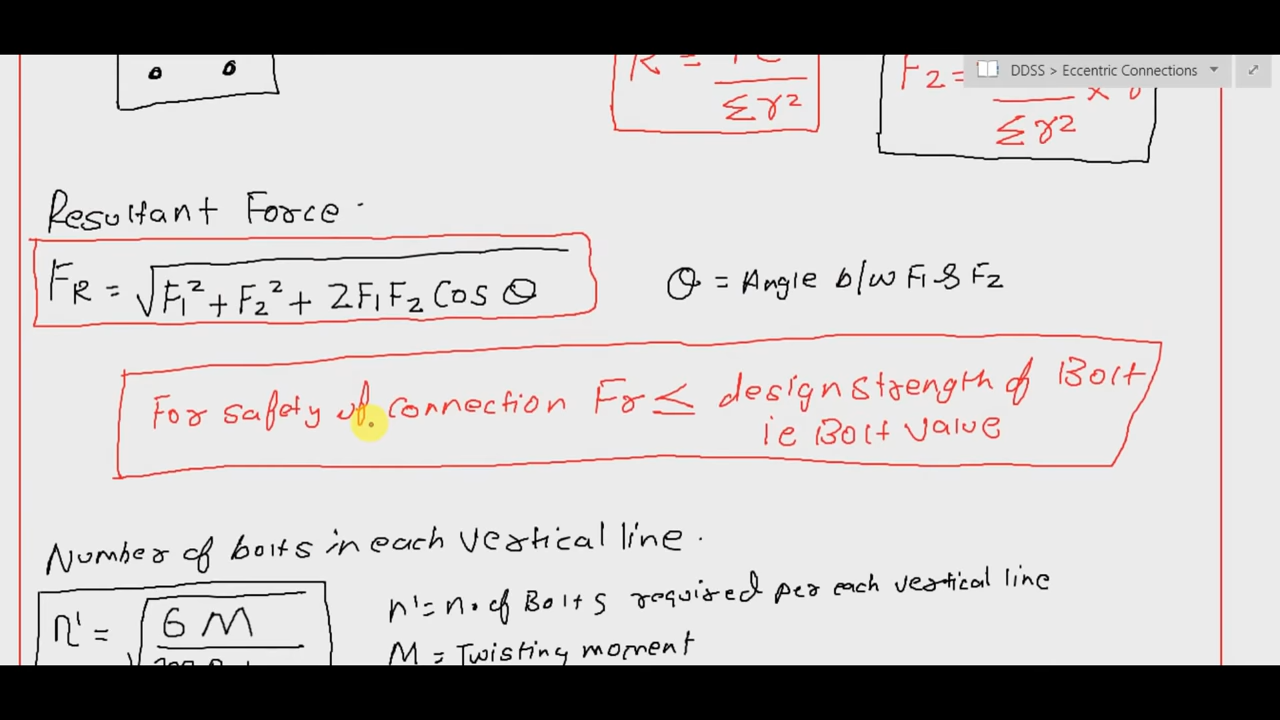 DDSS > Eccentric Connections
R =
Σr²
F2=
x
Σr²
Resultant Force
FR = √F1² + F2² + 2F1F2 Cos θ
θ = Angle b/w F1 & F2
For safety of connection Fr ≤ design strength of Bolt
ie Bolt value
Number of bolts in each vertical line.
n' = √6M
n' = no. of Bolts required per each vertical line
M = Twisting moment